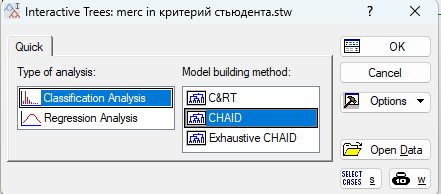 Interactive Trees: merc in критерий стьюдента.stw
? ×
Quick
Type of analysis:
Classification Analysis
Regression Analysis
Model building method:
C&RT
CHAID
Exhaustive CHAID
OK
Cancel
Options
Open Data
SELECT
CASES
S
W